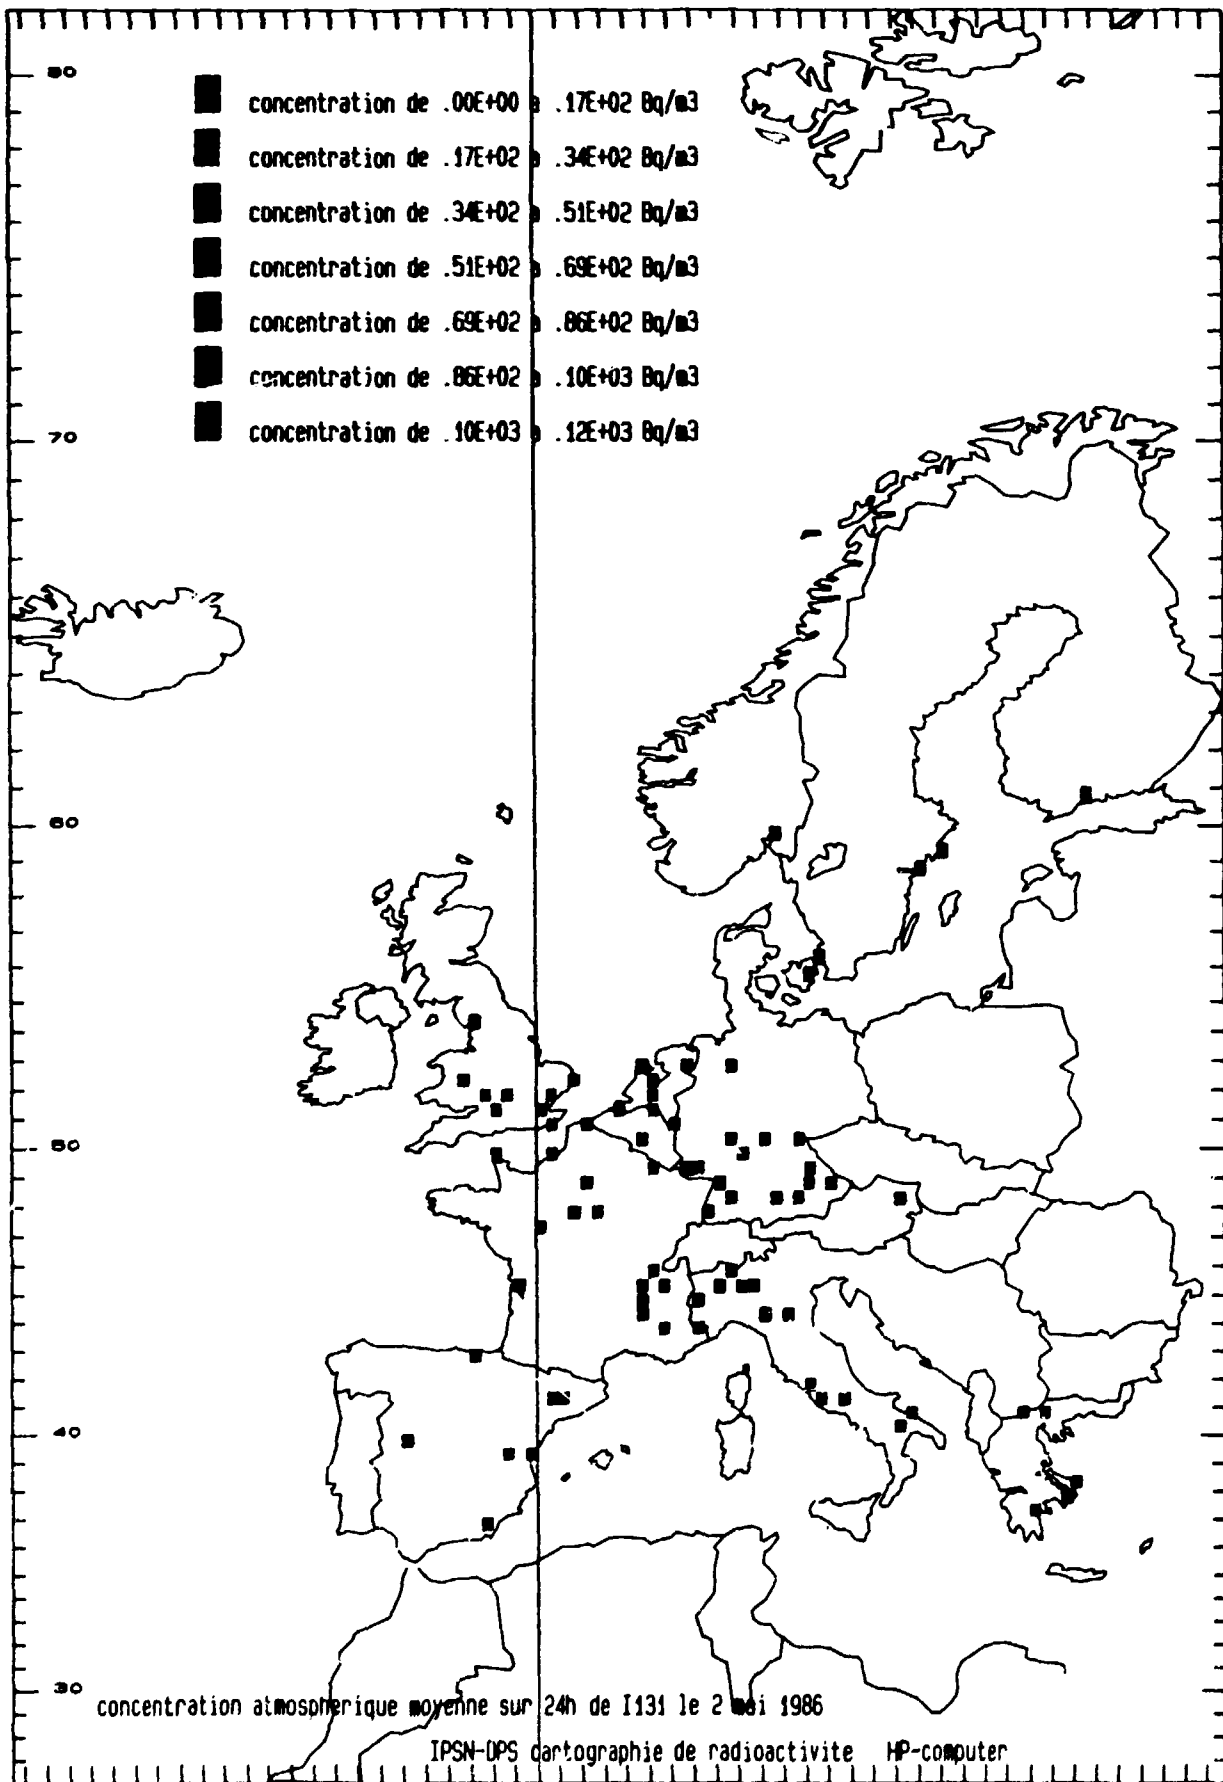 80
concentration de .00E+00 a .17E+02 Bq/m3
concentration de .17E+02 a .34E+02 Bq/m3
concentration de .34E+02 a .51E+02 Bq/m3
concentration de .51E+02 a .69E+02 Bq/m3
concentration de .69E+02 a .86E+02 Bq/m3
concentration de .86E+02 a .10E+03 Bq/m3
concentration de .10E+03 a .12E+03 Bq/m3
70
60
50
40
30
concentration atmospherique moyenne sur 24h de I131 le 2 mai 1986
IPSN-DPS cartographie de radioactivite HP-computer